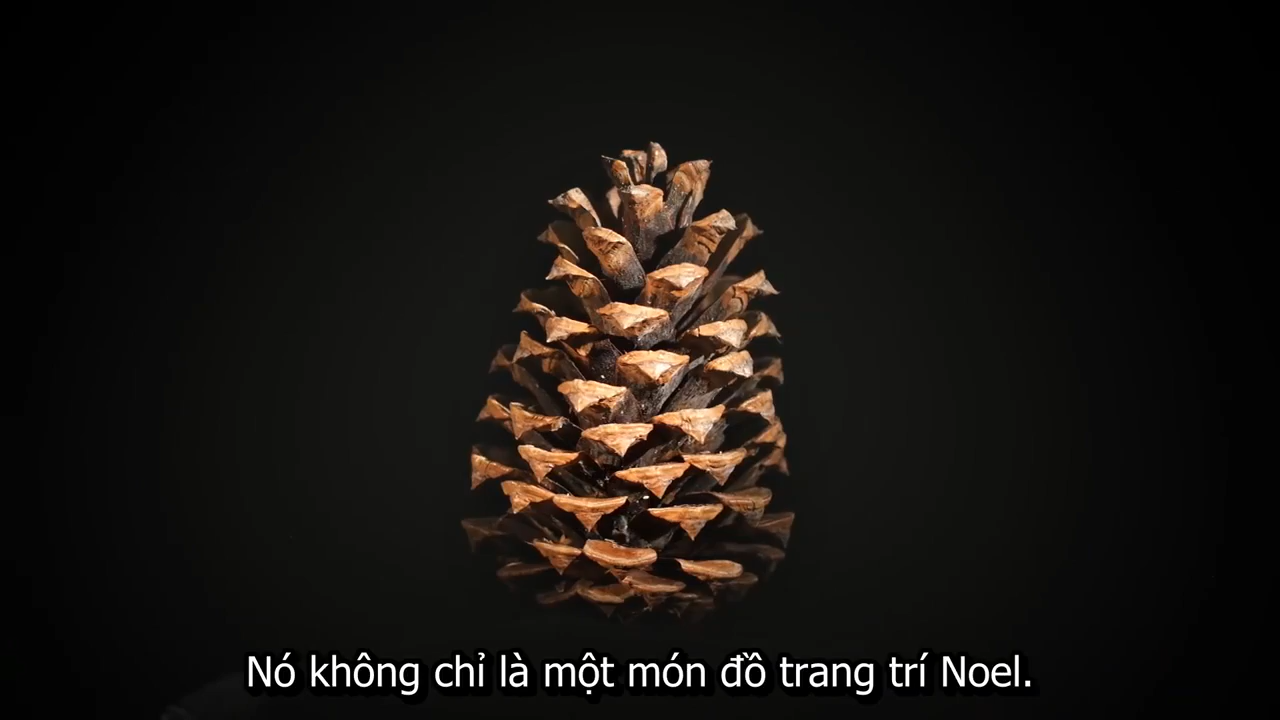 Nó không chỉ là một món đồ trang trí Noel.